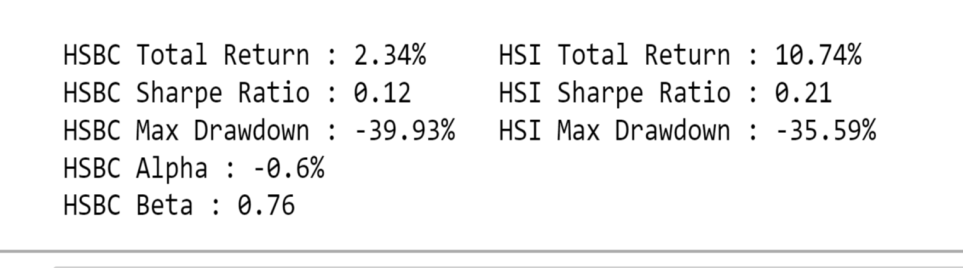 HSBC Total Return : 2.34% HSI Total Return : 10.74%
HSBC Sharpe Ratio : 0.12 HSI Sharpe Ratio : 0.21
HSBC Max Drawdown : -39.93% HSI Max Drawdown : -35.59%
HSBC Alpha : -0.6%
HSBC Beta : 0.76